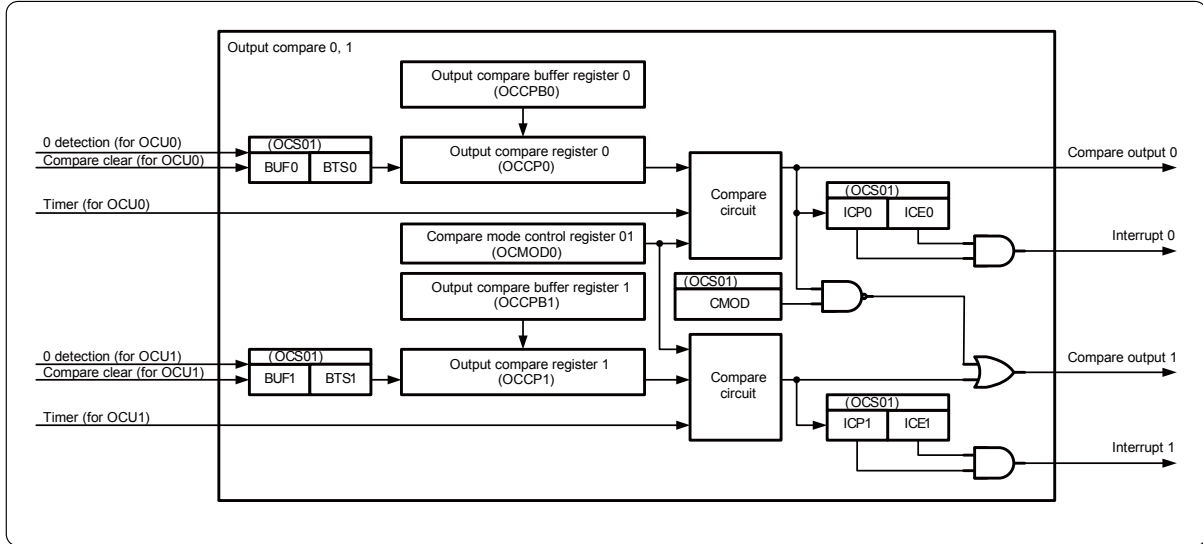 Output compare 0, 1
Output compare buffer register 0
(OCCPB0)
0 detection (for OCU0)
Compare clear (for OCU0)
(OCS01)
BUF0 BTS0
Output compare register 0
(OCCP0)
Compare
circuit
Compare output 0
Timer (for OCU0)
(OCS01)
ICP0 ICE0
Interrupt 0
Compare mode control register 01
(OCMOD0)
Output compare buffer register 1
(OCCPB1)
(OCS01)
CMOD
0 detection (for OCU1)
Compare clear (for OCU1)
(OCS01)
BUF1 BTS1
Output compare register 1
(OCCP1)
Compare
circuit
Compare output 1
Timer (for OCU1)
(OCS01)
ICP1 ICE1
Interrupt 1